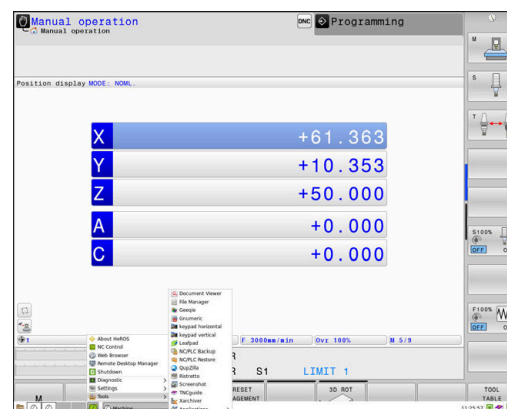 Manual operation
Manual operation
DNC
Programming
Position display MODE: NOML.
M
X +61.363
Y +10.353
Z +50.000
A +0.000
C +0.000
S
T
S100%
OFF
F100%
OFF
Document Viewer
File Manager
Geeqie
Gnumeric
keypad horizontal
keypad vertical
Leafpad
NC/PLC Backup
NC/PLC Restore
QupZilla
Ristretto
Screenshot
TNCguide
Xarchiver
Applications
About HeROS
NC Control
Web Browser
Remote Desktop Manager
Shutdown
Diagnostic
Settings
Tools
F 3000mm/min
Ovr 100%
M 5/9
S1
LIMIT 1
M
RESET
3D ROT
TOOL
TABLE
Machine